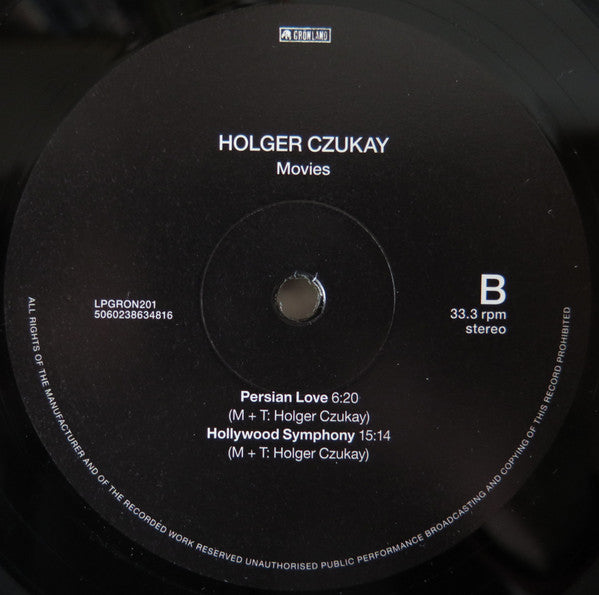 GRÖNLAND
HOLGER CZUKAY
Movies
LPGRON201
5060238634816
B
33.3 rpm
stereo
Persian Love 6:20
(M + T: Holger Czukay)
Hollywood Symphony 15:14
(M + T: Holger Czukay)
ALL RIGHTS OF THE MANUFACTURER AND OF THE RECORDED WORK RESERVED UNAUTHORISED PUBLIC PERFORMANCE BROADCASTING AND COPYING OF THIS RECORD PROHIBITED